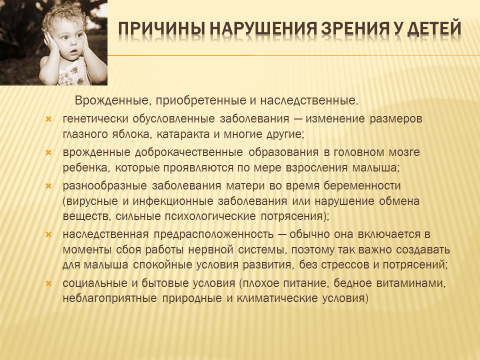 ПРИЧИНЫ НАРУШЕНИЯ ЗРЕНИЯ У ДЕТЕЙ
Врожденные, приобретенные и наследственные.
генетически обусловленные заболевания — изменение размеров
глазного яблока, катаракта и многие другие;
врожденные доброкачественные образования в головном мозге
ребенка, которые проявляются по мере взросления малыша;
разнообразные заболевания матери во время беременности
(вирусные и инфекционные заболевания или нарушение обмена
веществ, сильные психологические потрясения);
наследственная предрасположенность — обычно она включается в
моменты сбоя работы нервной системы, поэтому так важно создавать
для малыша спокойные условия развития, без стрессов и потрясений;
социальные и бытовые условия (плохое питание, бедное витаминами,
неблагоприятные природные и климатические условия)